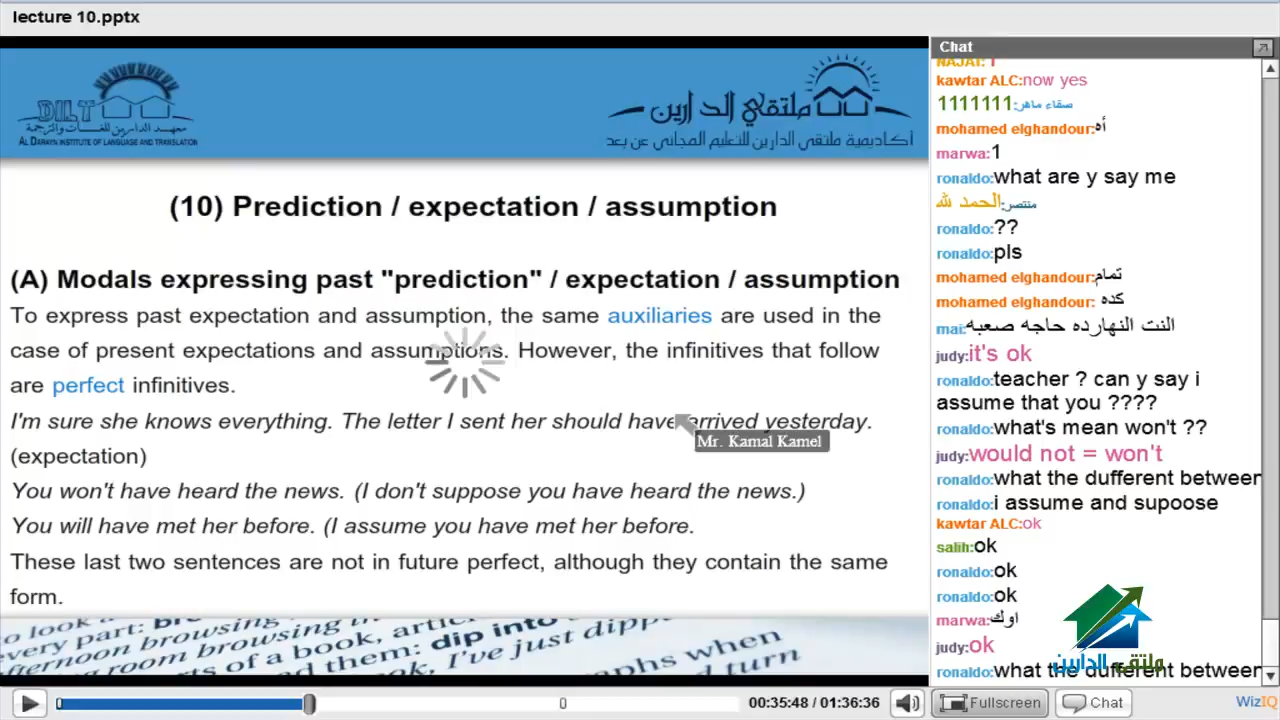 lecture 10.pptx
DILT
معهد الدارين للغات والترجمة
AL DARAYN INSTITUTE OF LANGUAGE AND TRANSLATION
ملتقى الدارين
أكاديمية ملتقى الدارين للتعليم المجاني عن بعد
(10) Prediction / expectation / assumption
(A) Modals expressing past "prediction" / expectation / assumption
To express past expectation and assumption, the same auxiliaries are used in the
case of present expectations and assumptions. However, the infinitives that follow
are perfect infinitives.
I'm sure she knows everything. The letter I sent her should have arrived yesterday.
Mr. Kamal Kamel
(expectation)
You won't have heard the news. (I don't suppose you have heard the news.)
You will have met her before. (I assume you have met her before.
These last two sentences are not in future perfect, although they contain the same
form.
Chat
NAJAT: 1
kawtar ALC:now yes
سقاء ماهر:1111111
mohamed elghandour:أه
marwa:1
ronaldo:what are y say me
منتصر:الحمد لله
ronaldo:??
ronaldo:pls
mohamed elghandour:تمام
mohamed elghandour: كده
mai:النت النهارده حاجه صعبه
judy:it's ok
ronaldo:teacher ? can y say i
assume that you ????
ronaldo:what's mean won't ??
judy:would not = won't
ronaldo:what the dufferent between
ronaldo:i assume and supoose
kawtar ALC:ok
salih:ok
ronaldo:ok
ronaldo:ok
marwa:اوك
judy:ok
ronaldo:what the dufferent between
ملتقى الدارين
00:35:48 / 01:36:36
Fullscreen
Chat
WizIQ